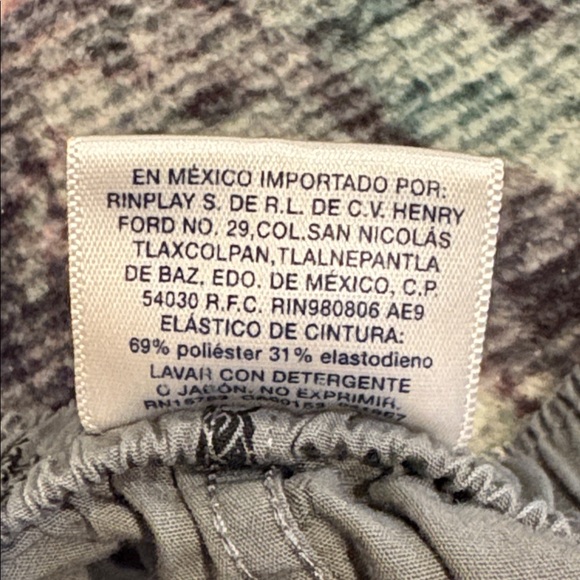 EN MÉXICO IMPORTADO POR:
RINPLAY S. DE R.L. DE C.V. HENRY
FORD NO. 29,COL.SAN NICOLÁS
TLAXCOLPAN,TLALNEPANTLA
DE BAZ, EDO. DE MÉXICO, C.P.
54030 R.F.C. RIN980806 AE9
ELÁSTICO DE CINTURA:
69% poliéster 31% elastodieno
LAVAR CON DETERGENTE
O JABÓN. NO EXPRIMIR.